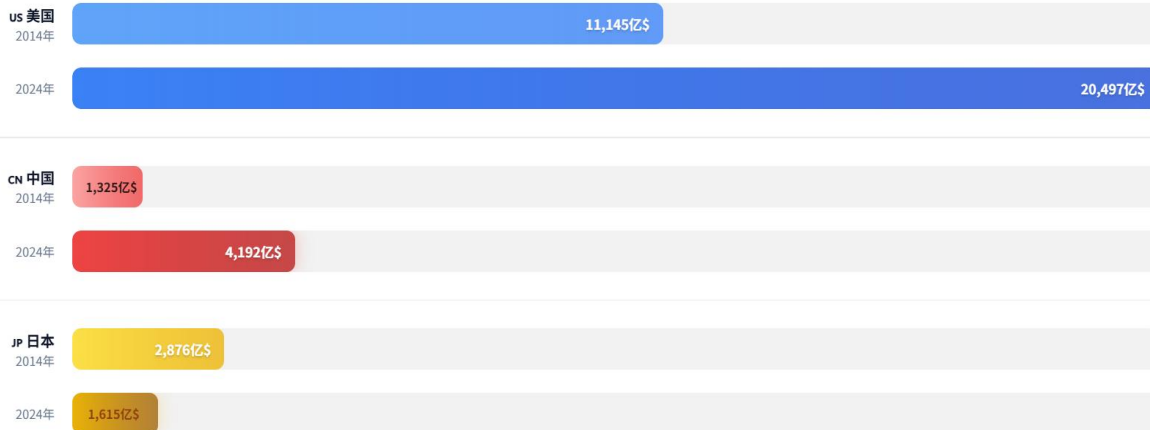 US 美国
2014年
11,145亿$
2024年
20,497亿$
CN 中国
2014年
1,325亿$
2024年
4,192亿$
JP 日本
2014年
2,876亿$
2024年
1,615亿$